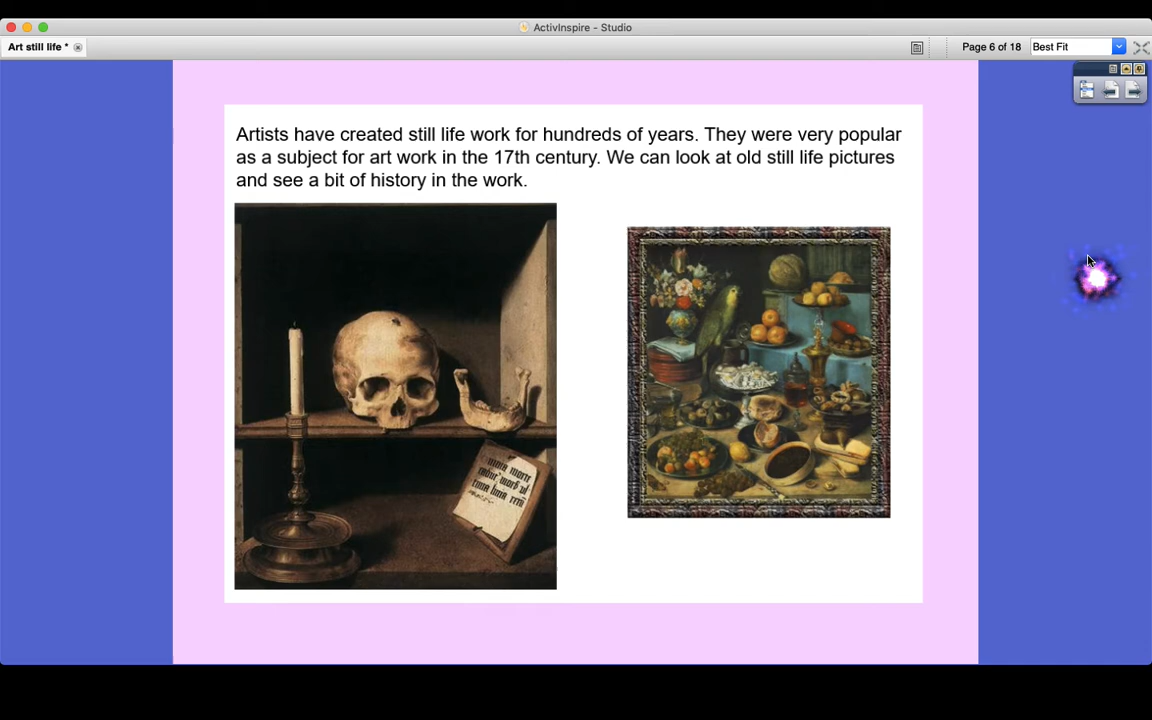 ActivInspire - Studio
Art still life *
Page 6 of 18
Best Fit
Artists have created still life work for hundreds of years. They were very popular
as a subject for art work in the 17th century. We can look at old still life pictures
and see a bit of history in the work.